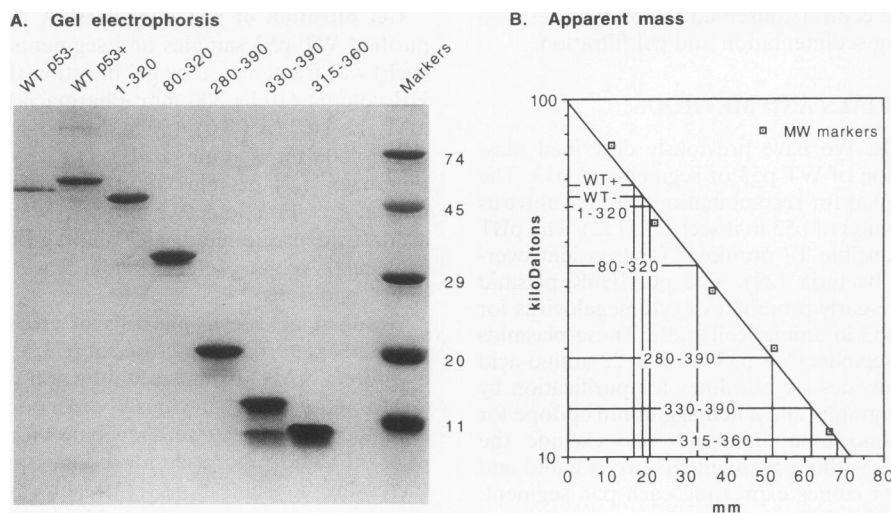 A. Gel electrophorsis
WT p53-
WT p53+
1-320
80-320
280-390
330-390
315-360
Markers
74
45
29
20
11
B. Apparent mass
100
MW markers
WT+
WT-
1-320
80-320
280-390
330-390
315-360
10
kiloDaltons
0 10 20 30 40 50 60 70 80
mm